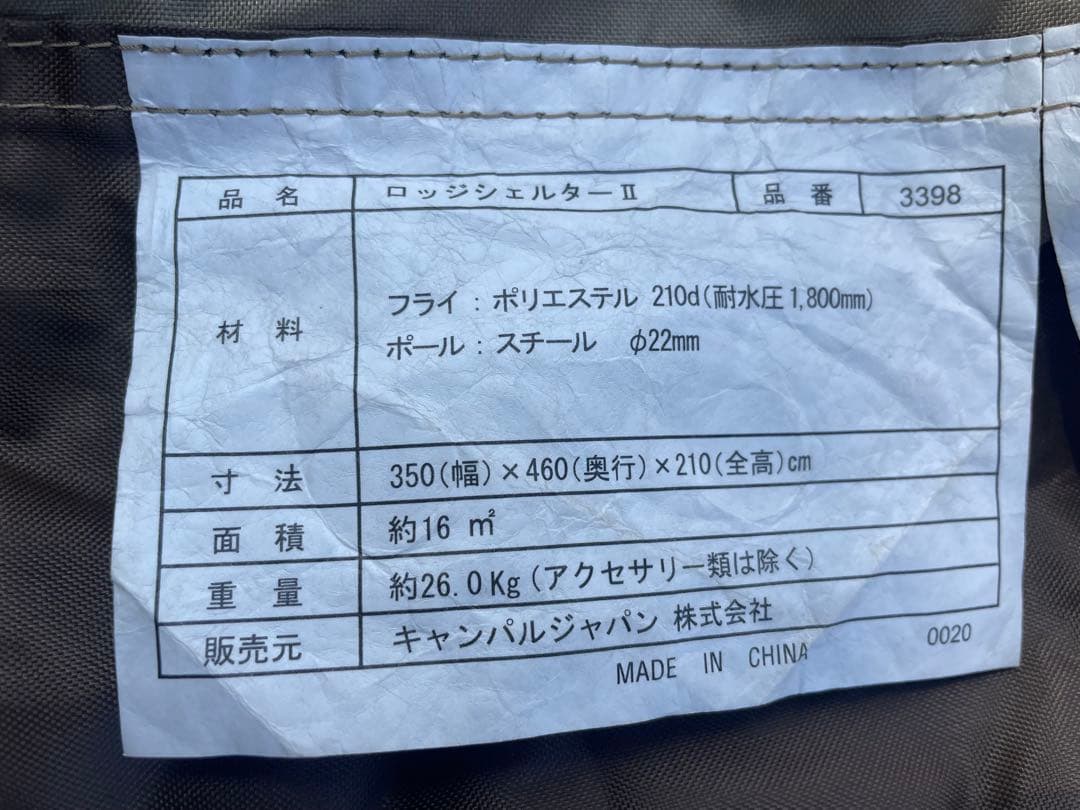 品名 ロッジシェルターⅡ 品番 3398
材料
フライ：ポリエステル 210d(耐水圧1,800mm)
ポール：スチール φ22mm
寸法 350(幅)×460(奥行)×210(全高)cm
面積 約16 ㎡
重量 約26.0Kg(アクセサリー類は除く)
販売元 キャンパルジャパン 株式会社
MADE IN CHINA 0020